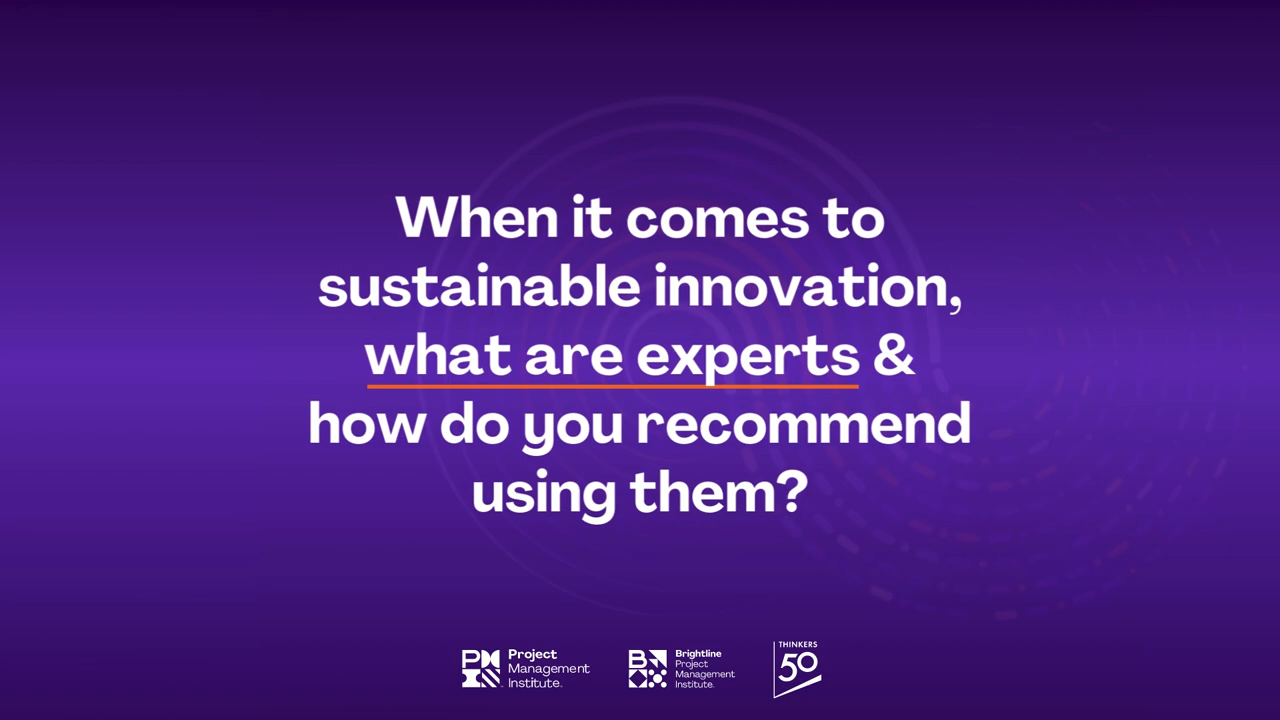 When it comes to
sustainable innovation,
what are experts &
how do you recommend
using them?
PM
Project
Management
Institute.
B
Brightline
Project
Management
Institute.
THINKERS
50